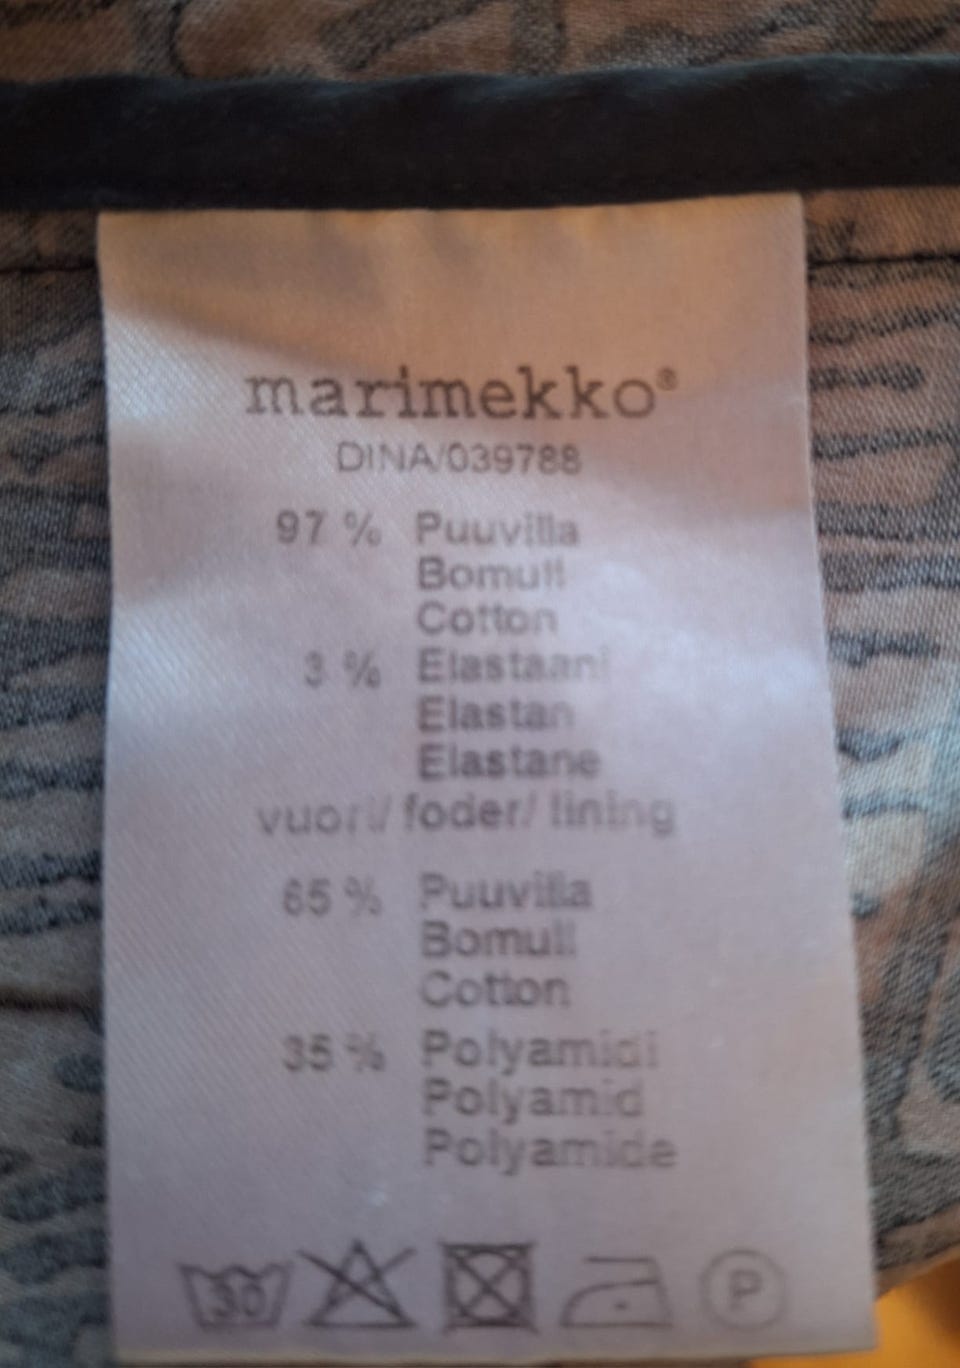 marimekko®
DINA/039788
97 % Puuvilla
Bomull
Cotton
3 % Elastaani
Elastan
Elastane
vuori/ foder/ lining
65 % Puuvilla
Bomull
Cotton
35 % Polyamidi
Polyamid
Polyamide
30 P